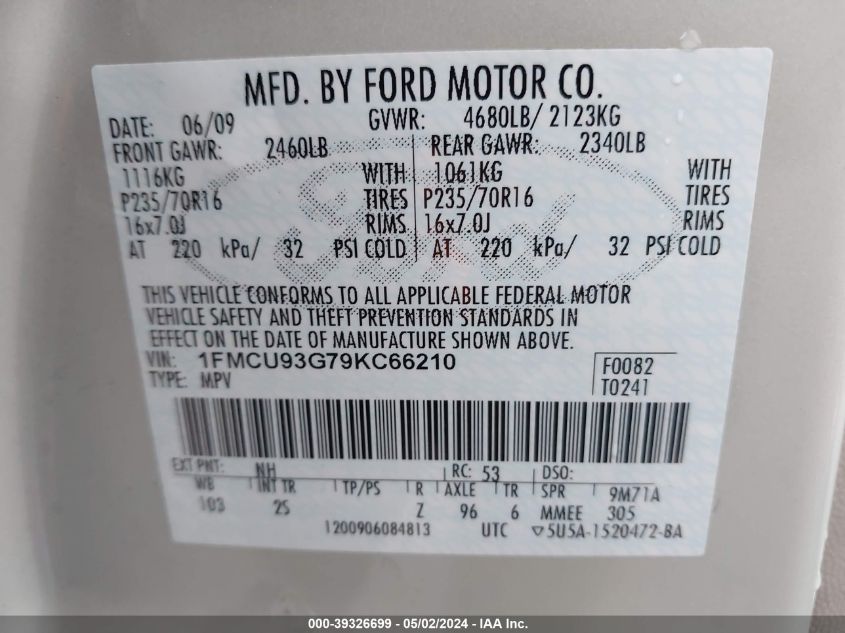 MFD. BY FORD MOTOR CO.
DATE: 06/09 GVWR: 4680LB/ 2123KG
FRONT GAWR: 2460LB REAR GAWR: 2340LB
1116KG WITH 1061KG WITH
P235/70R16 TIRES P235/70R16 TIRES
16x7.0J RIMS 16x7.0J RIMS
AT 220 kPa/ 32 PSI COLD AT 220 kPa/ 32 PSI COLD
THIS VEHICLE CONFORMS TO ALL APPLICABLE FEDERAL MOTOR
VEHICLE SAFETY AND THEFT PREVENTION STANDARDS IN
EFFECT ON THE DATE OF MANUFACTURE SHOWN ABOVE.
VIN: 1FMCU93G79KC66210 F0082
TYPE: MPV T0241
EXT PNT: NH RC: 53 DSO:
WB INT TR TP/PS R AXLE TR SPR 9M71A
103 2S Z 96 6 MMEE 305
1200906084813 UTC ▽5U5A-1520472-BA
000-39326699 - 05/02/2024 - IAA Inc.